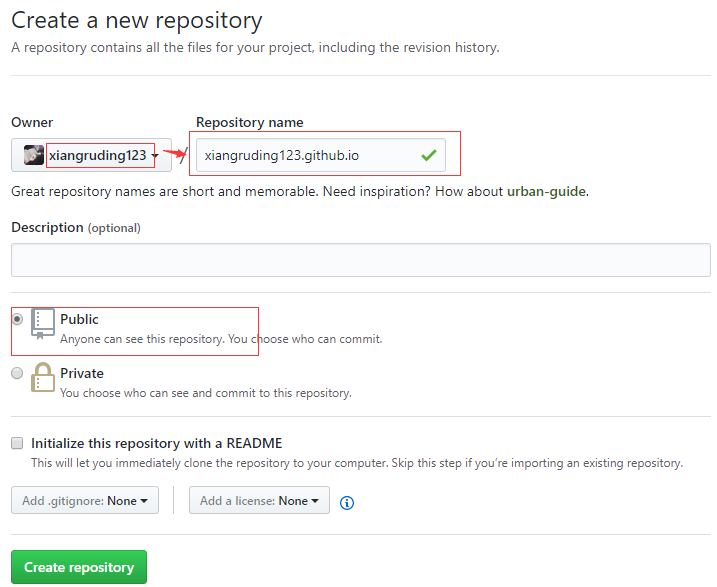 Create a new repository
A repository contains all the files for your project, including the revision history.
Owner
Repository name
xiangruding123
/
xiangruding123.github.io
Great repository names are short and memorable. Need inspiration? How about urban-guide.
Description (optional)
Public
Anyone can see this repository. You choose who can commit.
Private
You choose who can see and commit to this repository.
Initialize this repository with a README
This will let you immediately clone the repository to your computer. Skip this step if you’re importing an existing repository.
Add .gitignore: None
Add a license: None
Create repository